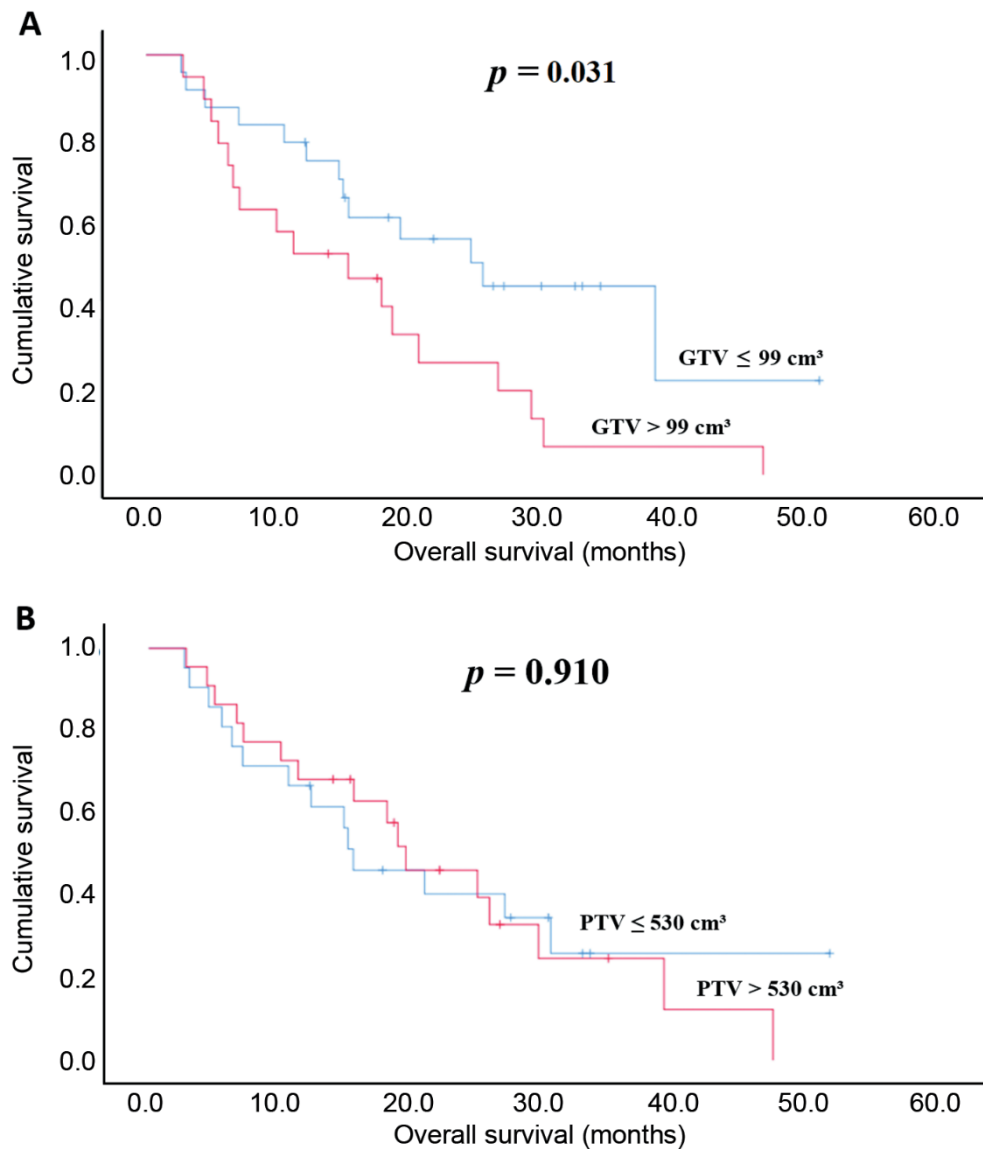 A
p = 0.031
1.0
0.8
0.6
0.4
0.2
0.0
Cumulative survival
GTV ≤ 99 cm³
GTV > 99 cm³
0.0 10.0 20.0 30.0 40.0 50.0 60.0
Overall survival (months)
B
p = 0.910
1.0
0.8
0.6
0.4
0.2
0.0
Cumulative survival
PTV ≤ 530 cm³
PTV > 530 cm³
0.0 10.0 20.0 30.0 40.0 50.0 60.0
Overall survival (months)